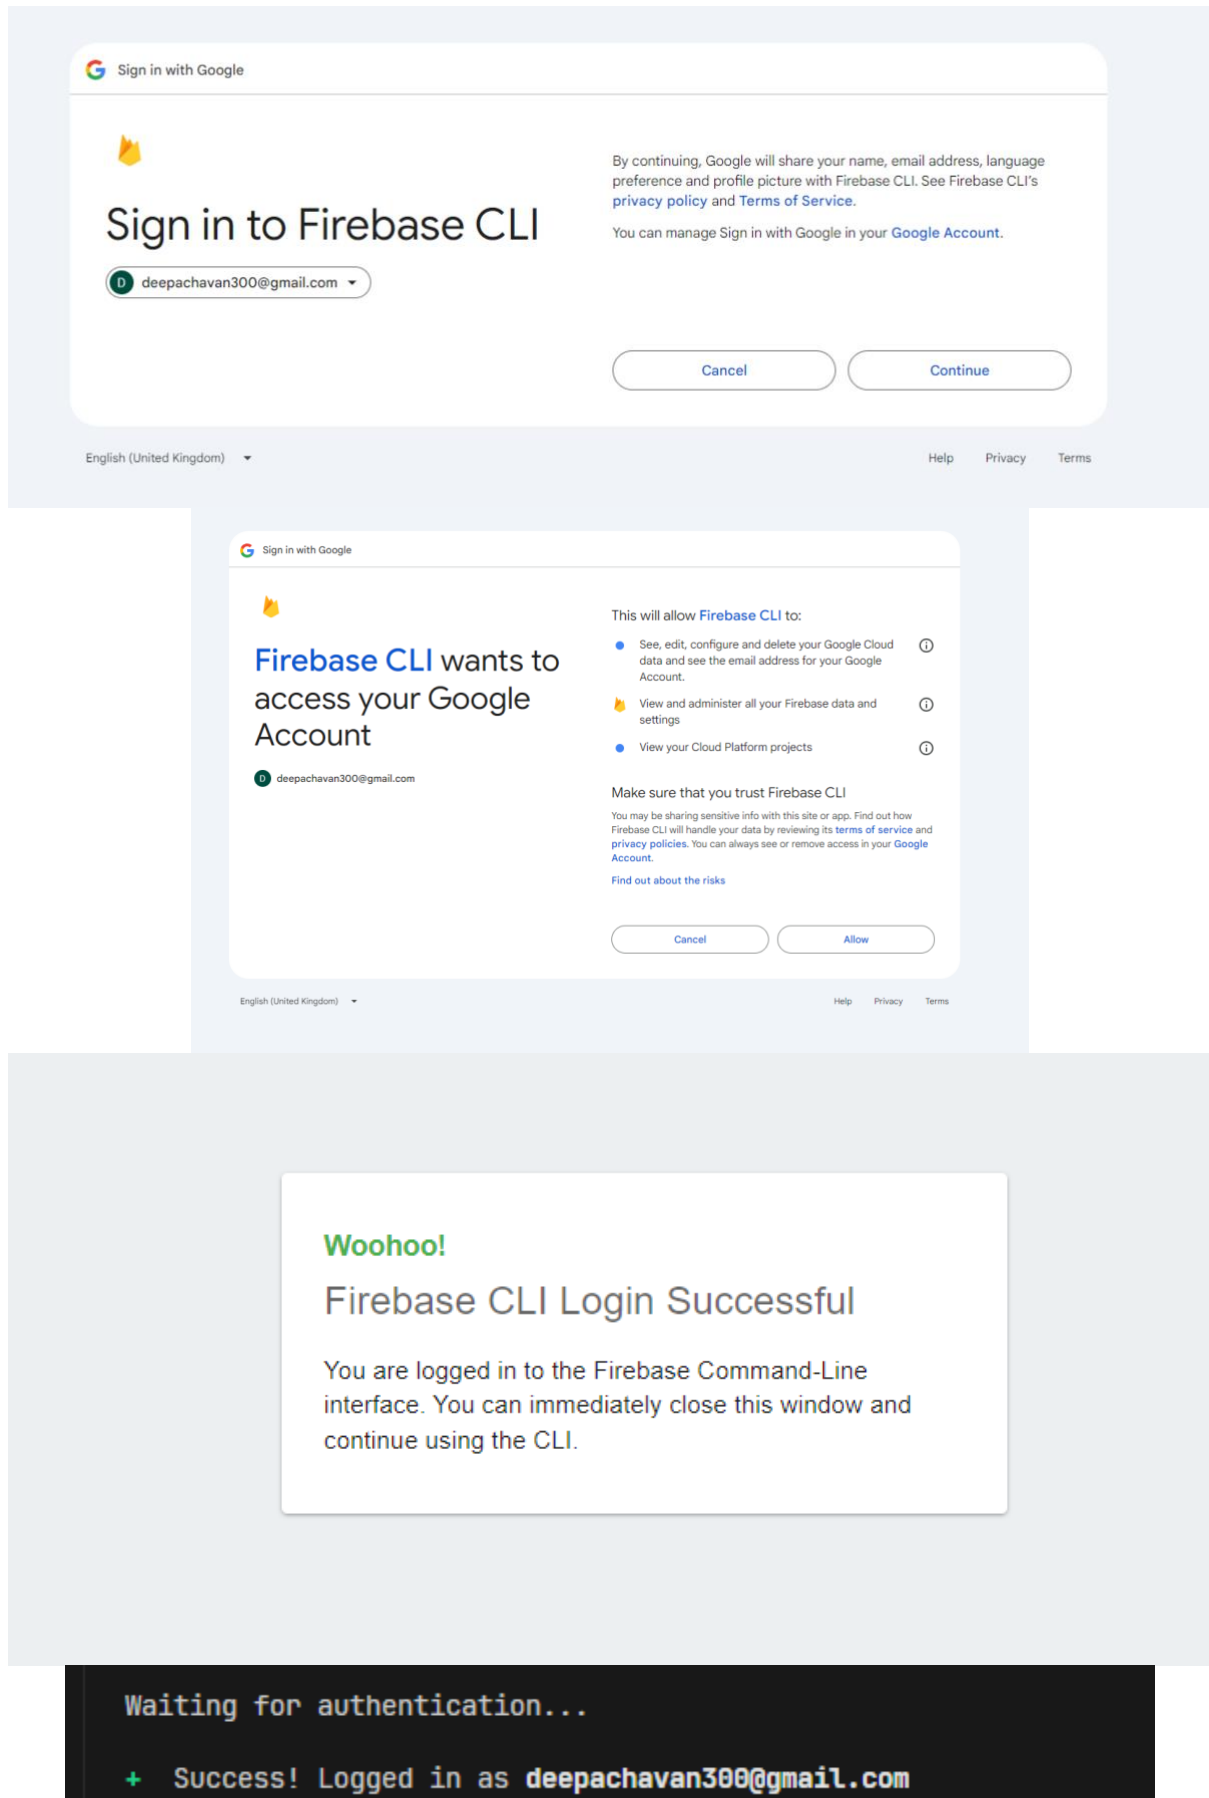 Sign in with Google
Sign in to Firebase CLI
D deepachavan300@gmail.com
By continuing, Google will share your name, email address, language
preference and profile picture with Firebase CLI. See Firebase CLI's
privacy policy and Terms of Service.
You can manage Sign in with Google in your Google Account.
Cancel Continue
English (United Kingdom) Help Privacy Terms
Sign in with Google
Firebase CLI wants to
access your Google
Account
D deepachavan300@gmail.com
This will allow Firebase CLI to:
See, edit, configure and delete your Google Cloud
data and see the email address for your Google
Account.
View and administer all your Firebase data and
settings
View your Cloud Platform projects
Make sure that you trust Firebase CLI
You may be sharing sensitive info with this site or app. Find out how
Firebase CLI will handle your data by reviewing its terms of service and
privacy policies. You can always see or remove access in your Google
Account.
Find out about the risks
Cancel Allow
English (United Kingdom) Help Privacy Terms
Woohoo!
Firebase CLI Login Successful
You are logged in to the Firebase Command-Line
interface. You can immediately close this window and
continue using the CLI.
Waiting for authentication...
+ Success! Logged in as deepachavan300@gmail.com